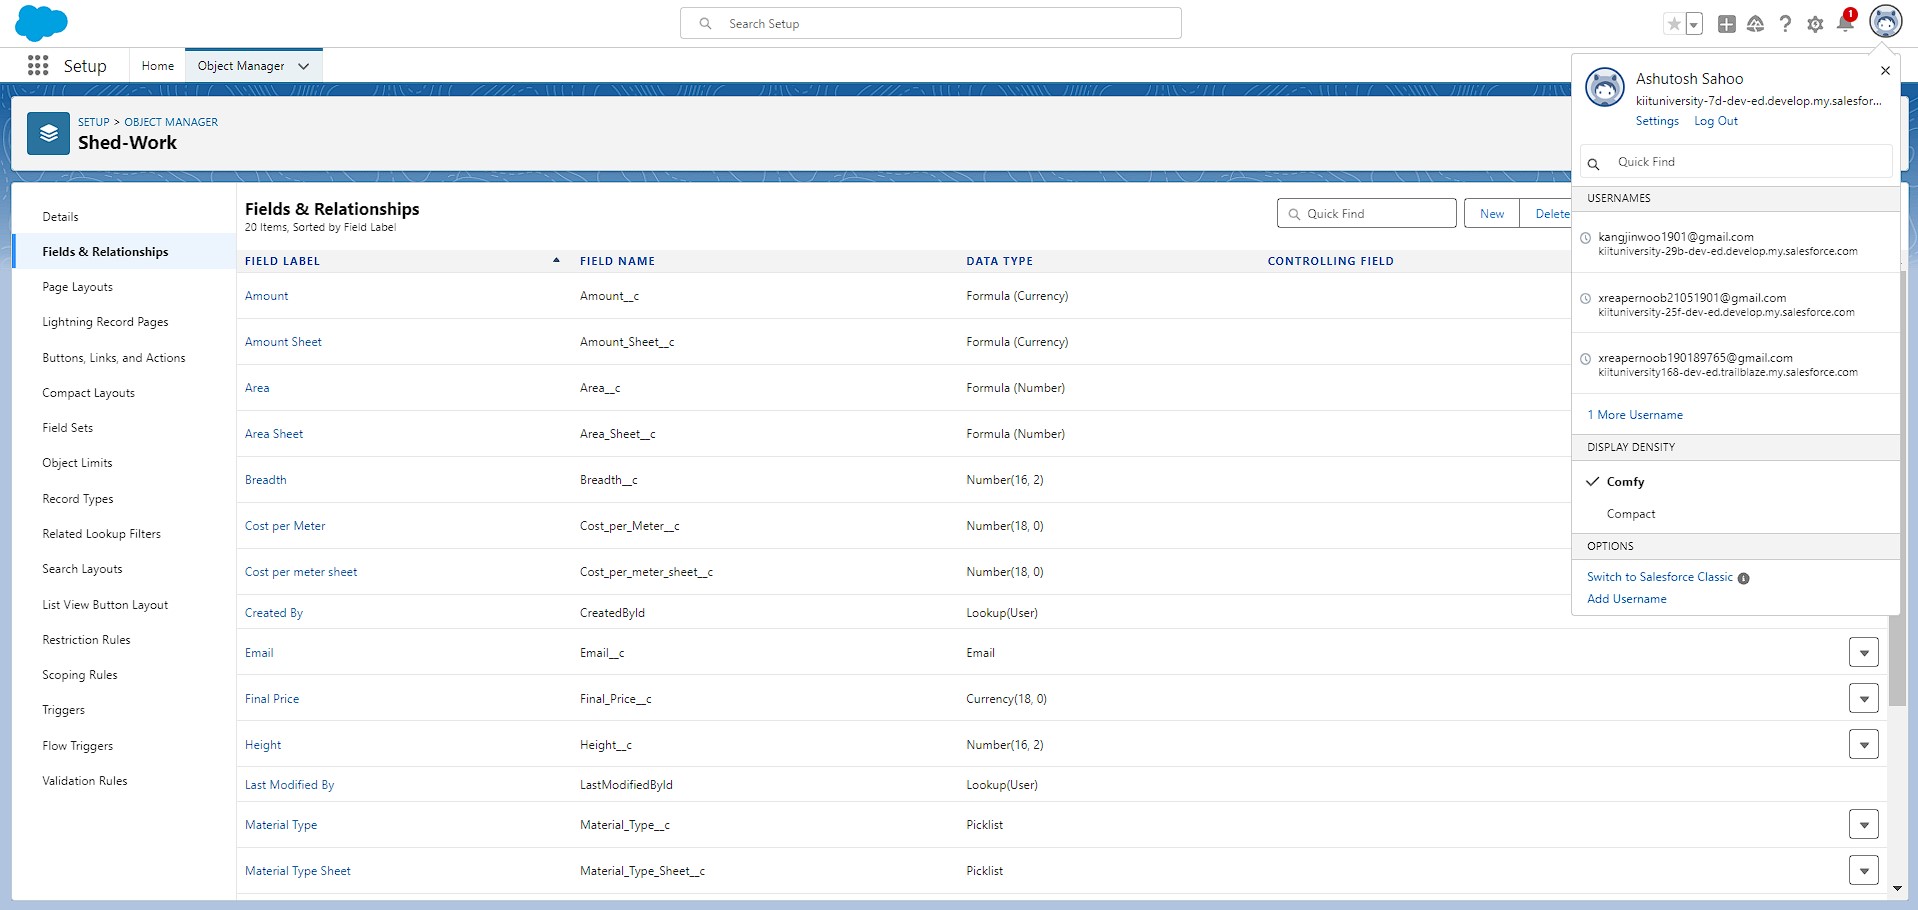 Search Setup
1
Setup
Home
Object Manager
SETUP > OBJECT MANAGER
Shed-Work
Details
Fields & Relationships
Page Layouts
Lightning Record Pages
Buttons, Links, and Actions
Compact Layouts
Field Sets
Object Limits
Record Types
Related Lookup Filters
Search Layouts
List View Button Layout
Restriction Rules
Scoping Rules
Triggers
Flow Triggers
Validation Rules
Fields & Relationships
20 Items, Sorted by Field Label
Quick Find
New
Delete
FIELD LABEL FIELD NAME DATA TYPE CONTROLLING FIELD
Amount Amount__c Formula (Currency)
Amount Sheet Amount_Sheet__c Formula (Currency)
Area Area__c Formula (Number)
Area Sheet Area_Sheet__c Formula (Number)
Breadth Breadth__c Number(16, 2)
Cost per Meter Cost_per_Meter__c Number(18, 0)
Cost per meter sheet Cost_per_meter_sheet__c Number(18, 0)
Created By CreatedById Lookup(User)
Email Email__c Email
Final Price Final_Price__c Currency(18, 0)
Height Height__c Number(16, 2)
Last Modified By LastModifiedById Lookup(User)
Material Type Material_Type__c Picklist
Material Type Sheet Material_Type_Sheet__c Picklist
Ashutosh Sahoo
kiituniversity-7d-dev-ed.develop.my.salesfor...
Settings Log Out
Quick Find
USERNAMES
kangjinwoo1901@gmail.com
kiituniversity-29b-dev-ed.develop.my.salesforce.com
xreapernoob21051901@gmail.com
kiituniversity-25f-dev-ed.develop.my.salesforce.com
xreapernoob190189765@gmail.com
kiituniversity168-dev-ed.trailblaze.my.salesforce.com
1 More Username
DISPLAY DENSITY
Comfy
Compact
OPTIONS
Switch to Salesforce Classic
Add Username